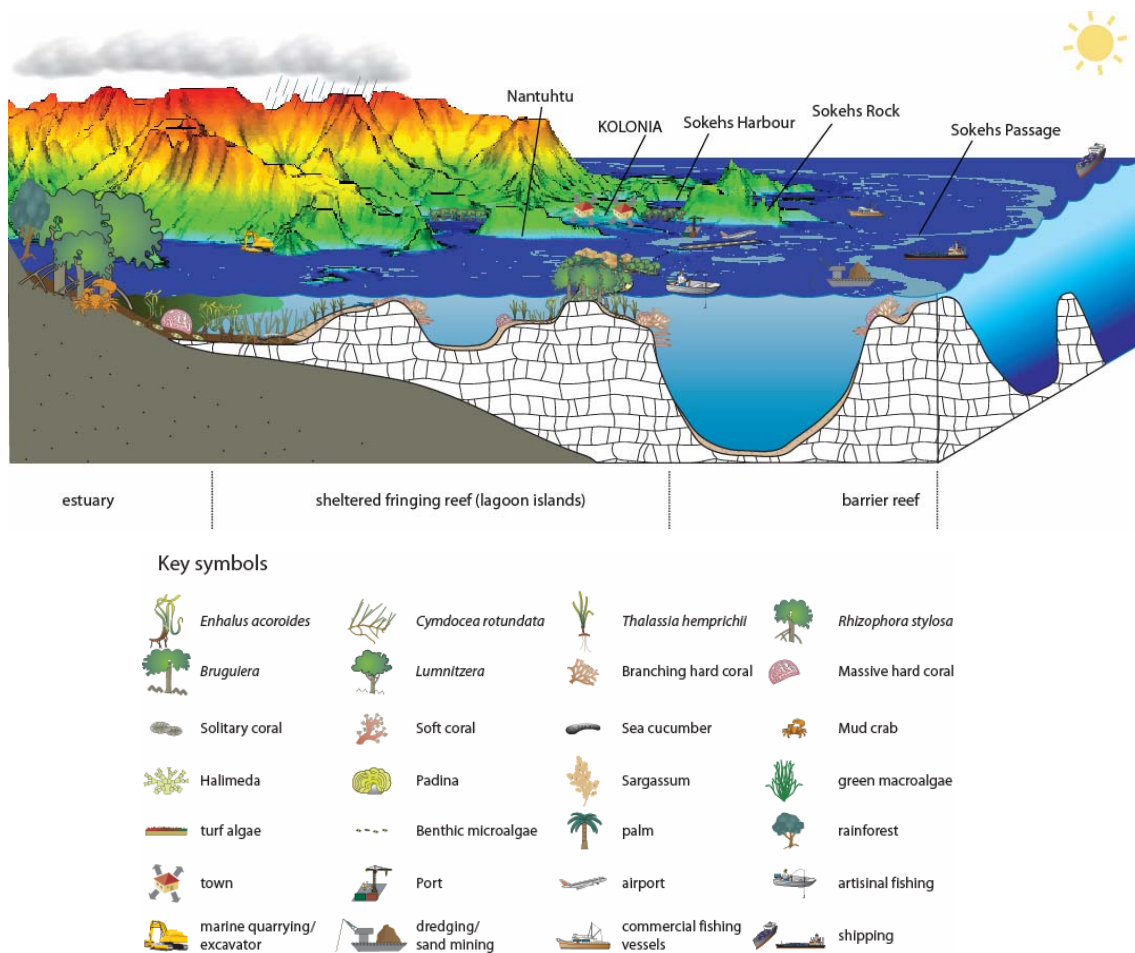 Nantuhtu
KOLONIA
Sokehs Harbour
Sokehs Rock
Sokehs Passage
estuary
sheltered fringing reef (lagoon islands)
barrier reef
Key symbols
Enhalus acoroides
Cymdocea rotundata
Thalassia hemprichii
Rhizophora stylosa
Bruguiera
Lumnitzera
Branching hard coral
Massive hard coral
Solitary coral
Soft coral
Sea cucumber
Mud crab
Halimeda
Padina
Sargassum
green macroalgae
turf algae
Benthic microalgae
palm
rainforest
town
Port
airport
artisinal fishing
marine quarrying/
excavator
dredging/
sand mining
commercial fishing
vessels
shipping